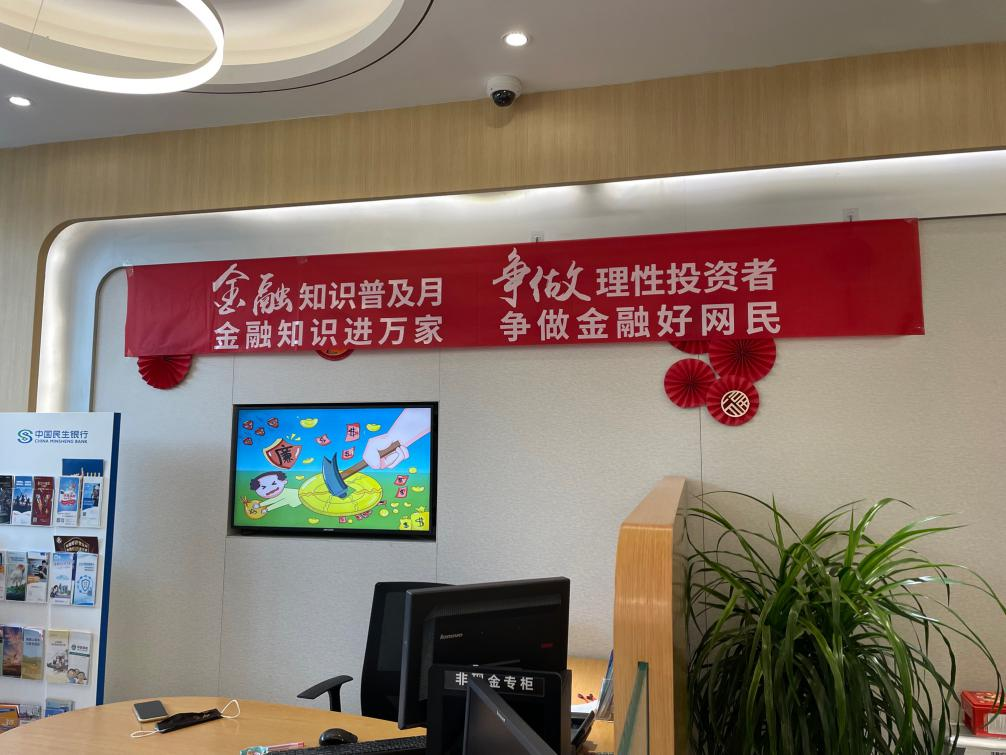 金融知识普及月 争做理性投资者
金融知识进万家 争做金融好网民
廉
中国民生银行
CHINA MINSHENG BANK
lenovo
非现金专柜